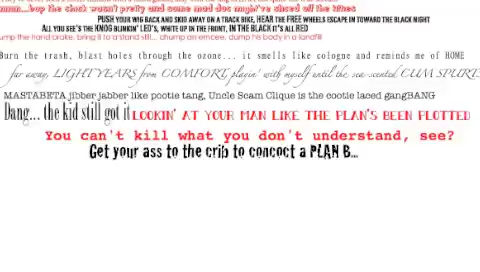 mmm...bop the chick wasn't pretty and some mad doc mayin've sliced off the kites
PUSH YOUR WIG BACK AND SKID AWAY ON A TRACK BIKE, HEAR THE FREE WHEELS ESCAPE IN TOWARD THE BLACK NIGHT
ALL YOU SEE'S THE KNOG BLINKIN' LED'S, WHITE UP IN THE FRONT, IN THE BLACK IT'S ALL RED
ump the hand brake, bring it to a stand still... chump an emcee, dump his body in a landfill
Burn the trash, blast holes through the ozone... it smells like cologne and reminds me of HOME
far away, LIGHTYEARS from COMFORT, playin' with myself until the sea-scented CUM SPURTS
MASTABETA jibber jabber like pootie tang, Uncle Scam Clique is the cootie laced gangBANG
Dang... the kid still got it LOOKIN' AT YOUR MAN LIKE THE PLAN'S BEEN PLOTTED
You can't kill what you don't understand, see?
Get your ass to the crib to concoct a PLAN B...